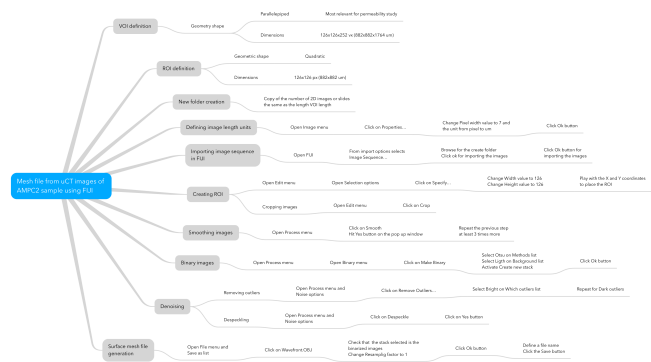 Mesh file from uCT images of
AMPC2 sample using FIJI
VOI definition
Geometry shape
Parallelepiped
Most relevant for permeability study
Dimensions
126x126x252 vx (882x882x1764 um)
ROI definition
Geometric shape
Quadratic
Dimensions
126x126 px (882x882 um)
New folder creation
Copy of the number of 2D images or slides
the same as the length VOI length
Defining image length units
Open Image menu
Click on Properties...
Change Pixel width value to 7 and
the unit from pixel to um
Click Ok button
Importing image sequence
in FIJI
Open FIJI
From import options selects
Image Sequence...
Browse for the create folder
Click ok for importing the images
Click Ok button for
importing the images
Creating ROI
Open Edit menu
Open Selection options
Click on Specify...
Change Width value to 126
Change Height value to 126
Play with the X and Y coordinates
to place the ROI
Cropping images
Open Edit menu
Click on Crop
Smoothing images
Open Process menu
Click on Smooth
Hit Yes button on the pop up window
Repeat the previous step
at least 3 times more
Binary images
Open Process menu
Open Binary menu
Click on Make Binary
Select Otsu on Methods list
Select Ligth on Background list
Activate Create new stack
Click Ok button
Denoising
Removing outliers
Open Process menu and
Noise options
Click on Remove Outliers...
Select Bright on Which outliers list
Repeat for Dark outliers
Despeckling
Open Process menu and
Noise options
Click on Despeckle
Click on Yes button
Surface mesh file
generation
Open File menu and
Save as list
Click on Wavefront.OBJ
Check that the stack selected is the
binarized images
Change Resamplig factor to 1
Click Ok button
Define a file name
Click the Save button